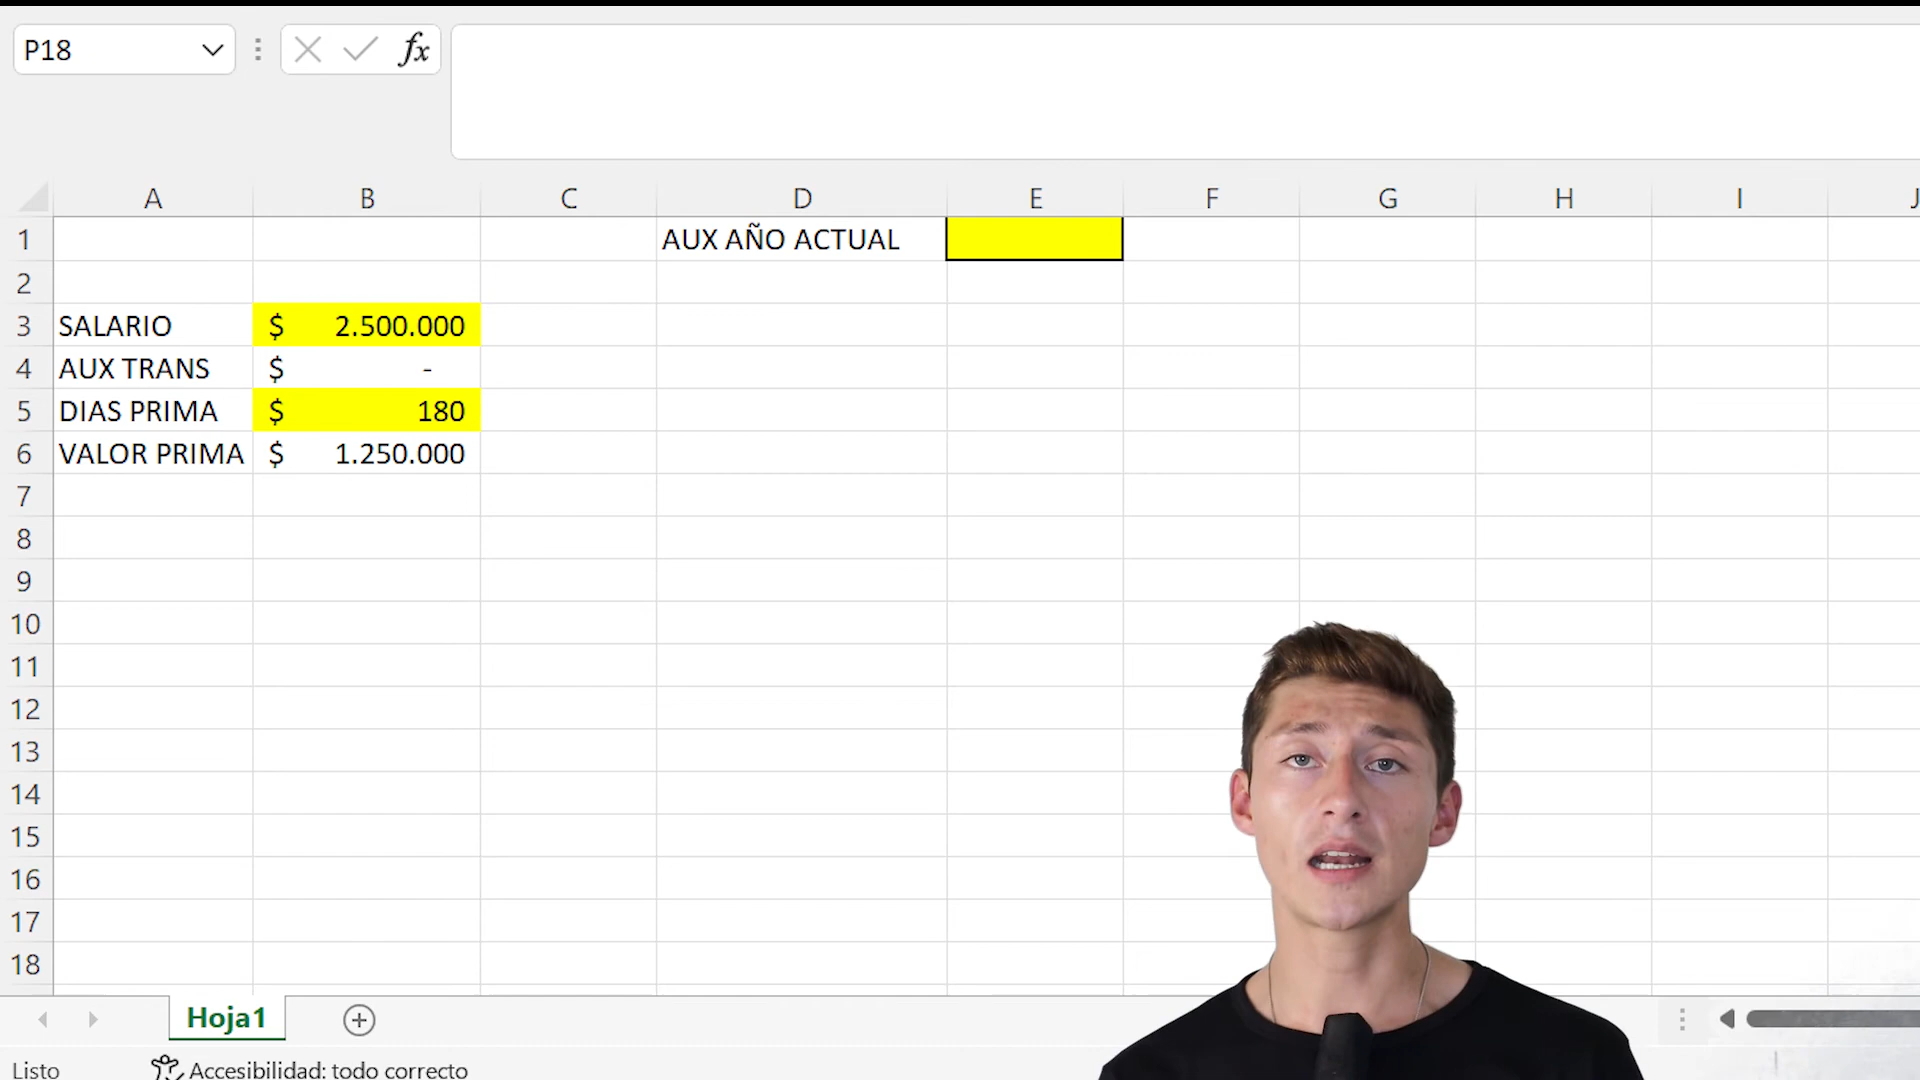 P18
fx
A B C D E F G H I J
1 AUX AÑO ACTUAL
2
3 SALARIO $ 2.500.000
4 AUX TRANS $ -
5 DIAS PRIMA $ 180
6 VALOR PRIMA $ 1.250.000
7
8
9
10
11
12
13
14
15
16
17
18
Hoja1
Listo Accesibilidad: todo correcto